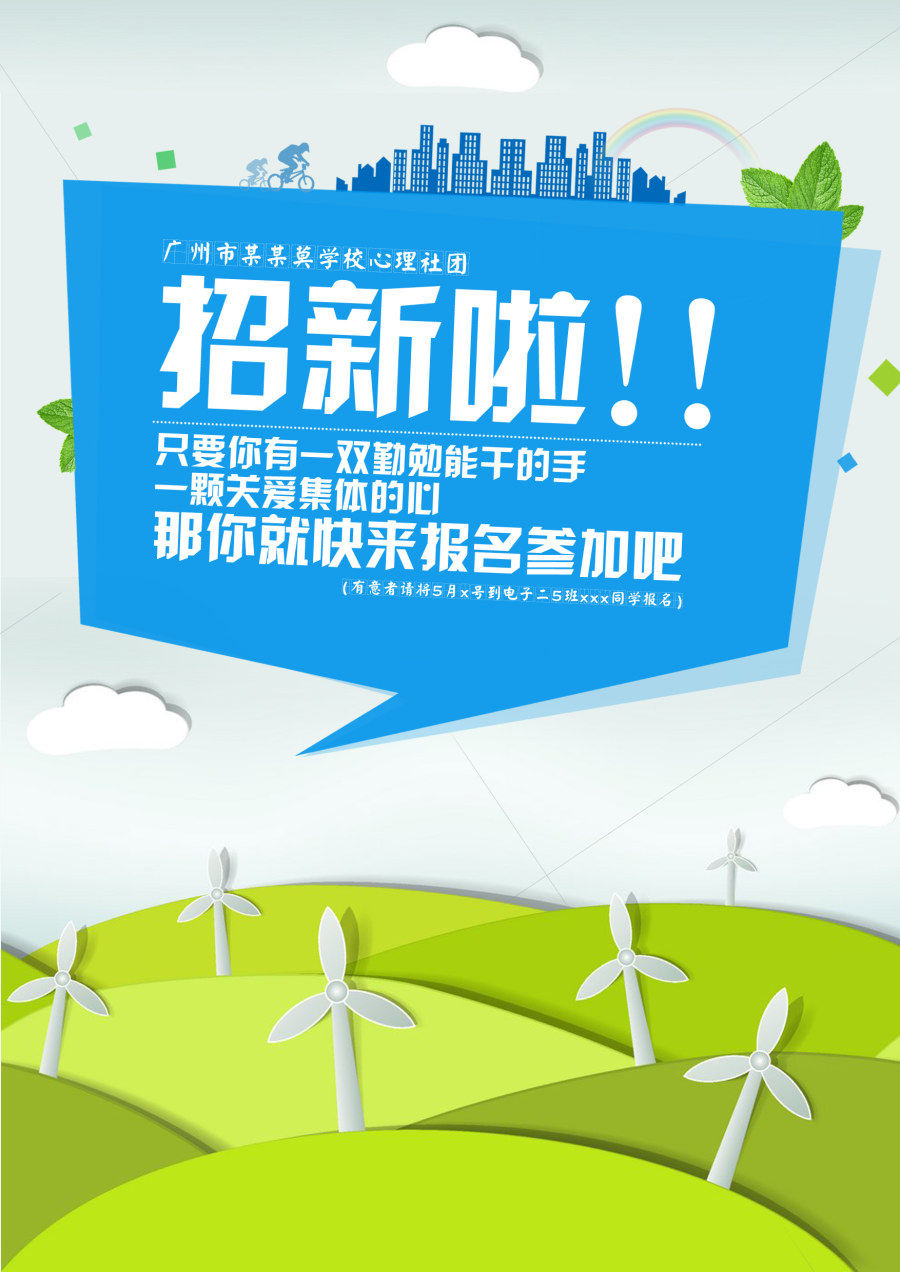 广州市某某莫学校心理社团
招新啦!!
只要你有一双勤勉能干的手
一颗关爱集体的心
那你就快来报名参加吧
(有意者请将5月x号到电子二5班xxx同学报名)